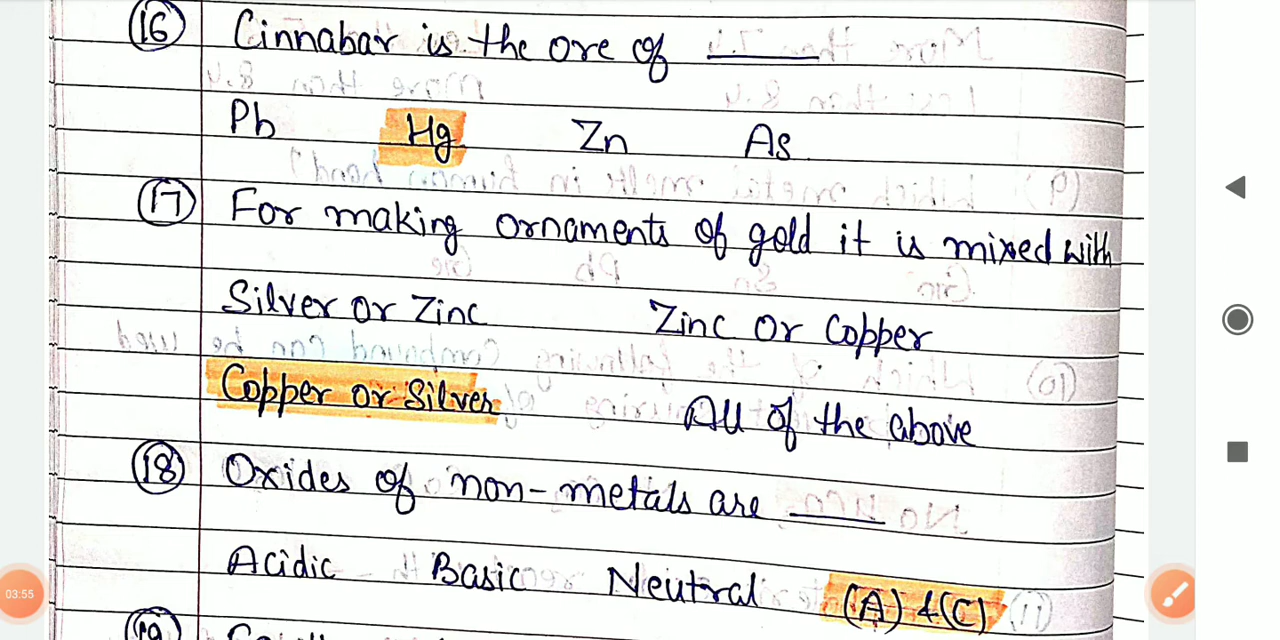 16 Cinnabar is the ore of ____
Pb Hg Zn As
17 For making ornaments of gold it is mixed with
Silver or Zinc Zinc or Copper
Copper or Silver All of the above
18 Oxides of non-metals are ____
Acidic Basic Neutral (A) & (C)
03:55
19